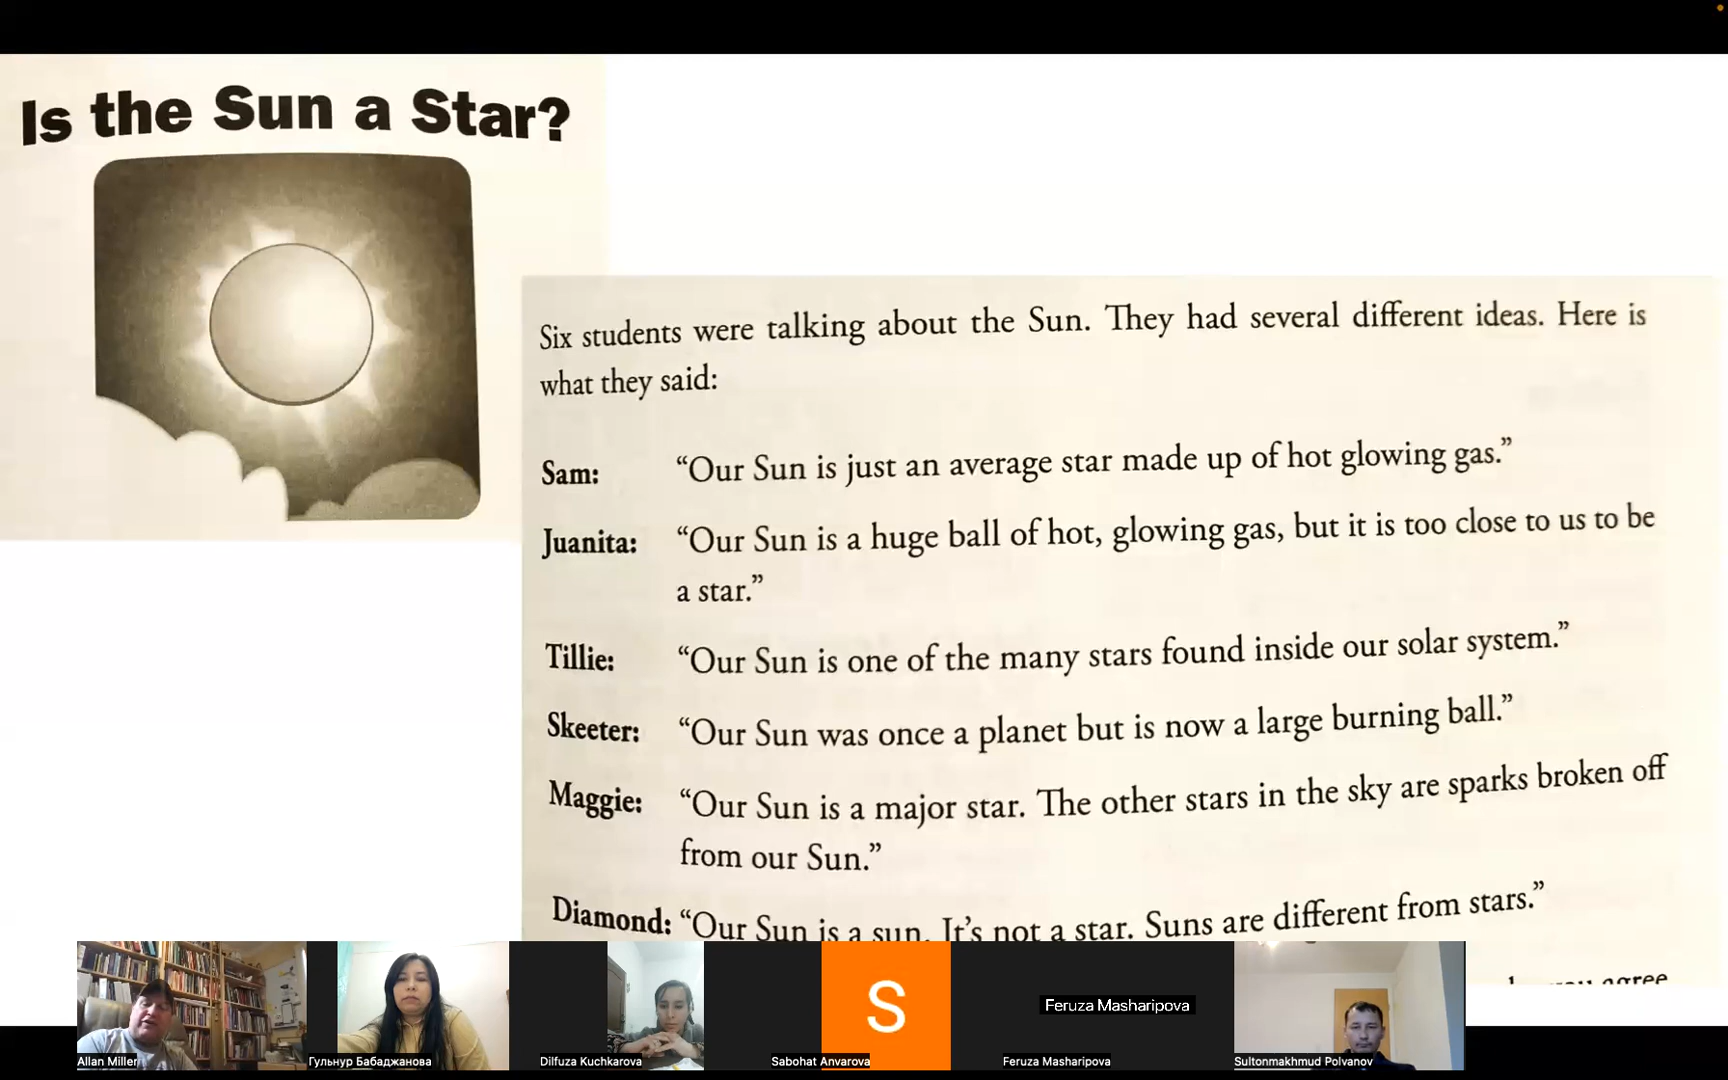 Is the Sun a Star?
Six students were talking about the Sun. They had several different ideas. Here is
what they said:
Sam: “Our Sun is just an average star made up of hot glowing gas.”
Juanita: “Our Sun is a huge ball of hot, glowing gas, but it is too close to us to be
a star.”
Tillie: “Our Sun is one of the many stars found inside our solar system.”
Skeeter: “Our Sun was once a planet but is now a large burning ball.”
Maggie: “Our Sun is a major star. The other stars in the sky are sparks broken off
from our Sun.”
Diamond: “Our Sun is a sun. It’s not a star. Suns are different from stars.”
agree
S
Feruza Masharipova
Allan Miller
Гульнур Бабаджанова
Dilfuza Kuchkarova
Sabohat Anvarova
Feruza Masharipova
Sultonmakhmud Polvanov